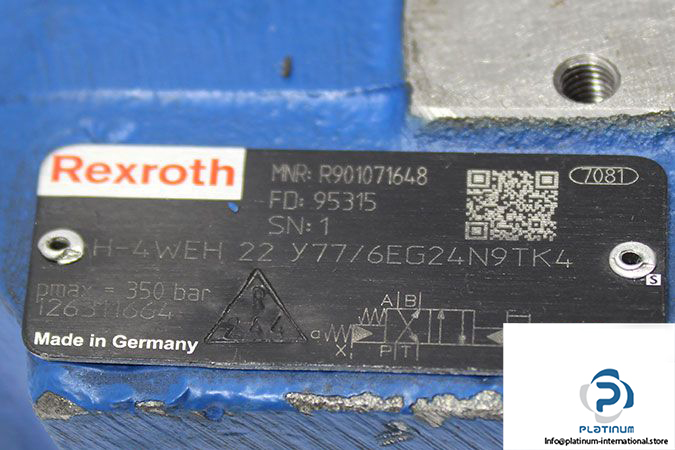 Rexroth
MNR: R901071648
FD: 95315
SN: 1
7081
H-4WEH 22 Y77/6EG24N9TK4
pmax = 350 bar
R
244
A B
a
X P T
Made in Germany
S
P
PLATINUM
Info@platinum-international.store